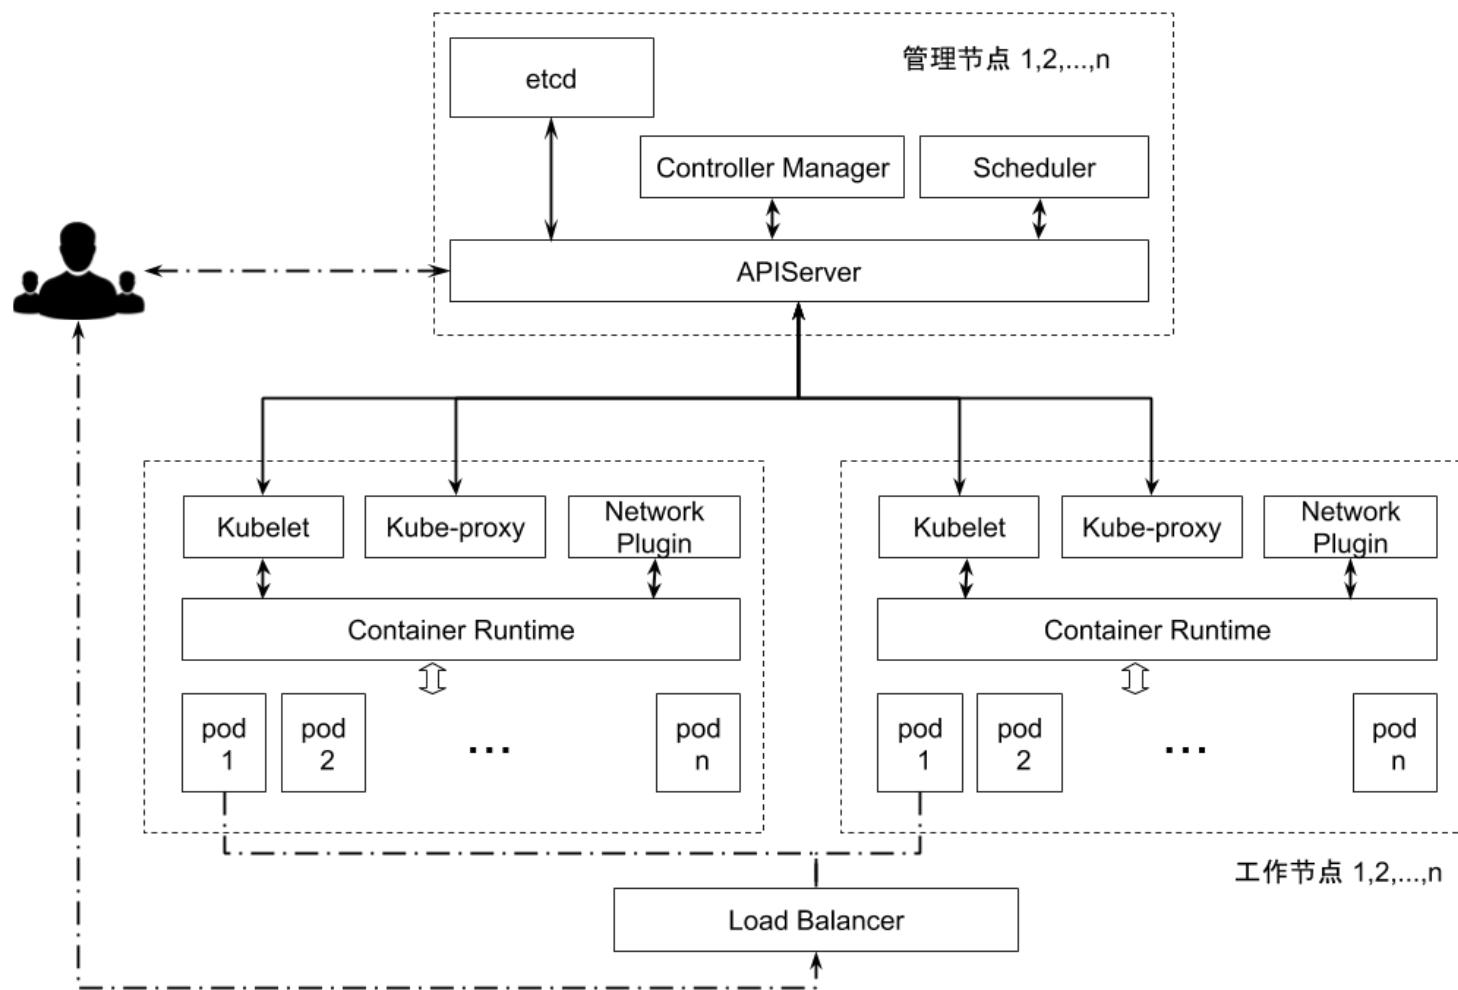 管理节点 1,2,...,n
etcd
Controller Manager
Scheduler
APIServer
Kubelet
Kube-proxy
Network
Plugin
Container Runtime
pod
1
pod
2
...
pod
n
Kubelet
Kube-proxy
Network
Plugin
Container Runtime
pod
1
pod
2
...
pod
n
工作节点 1,2,...,n
Load Balancer